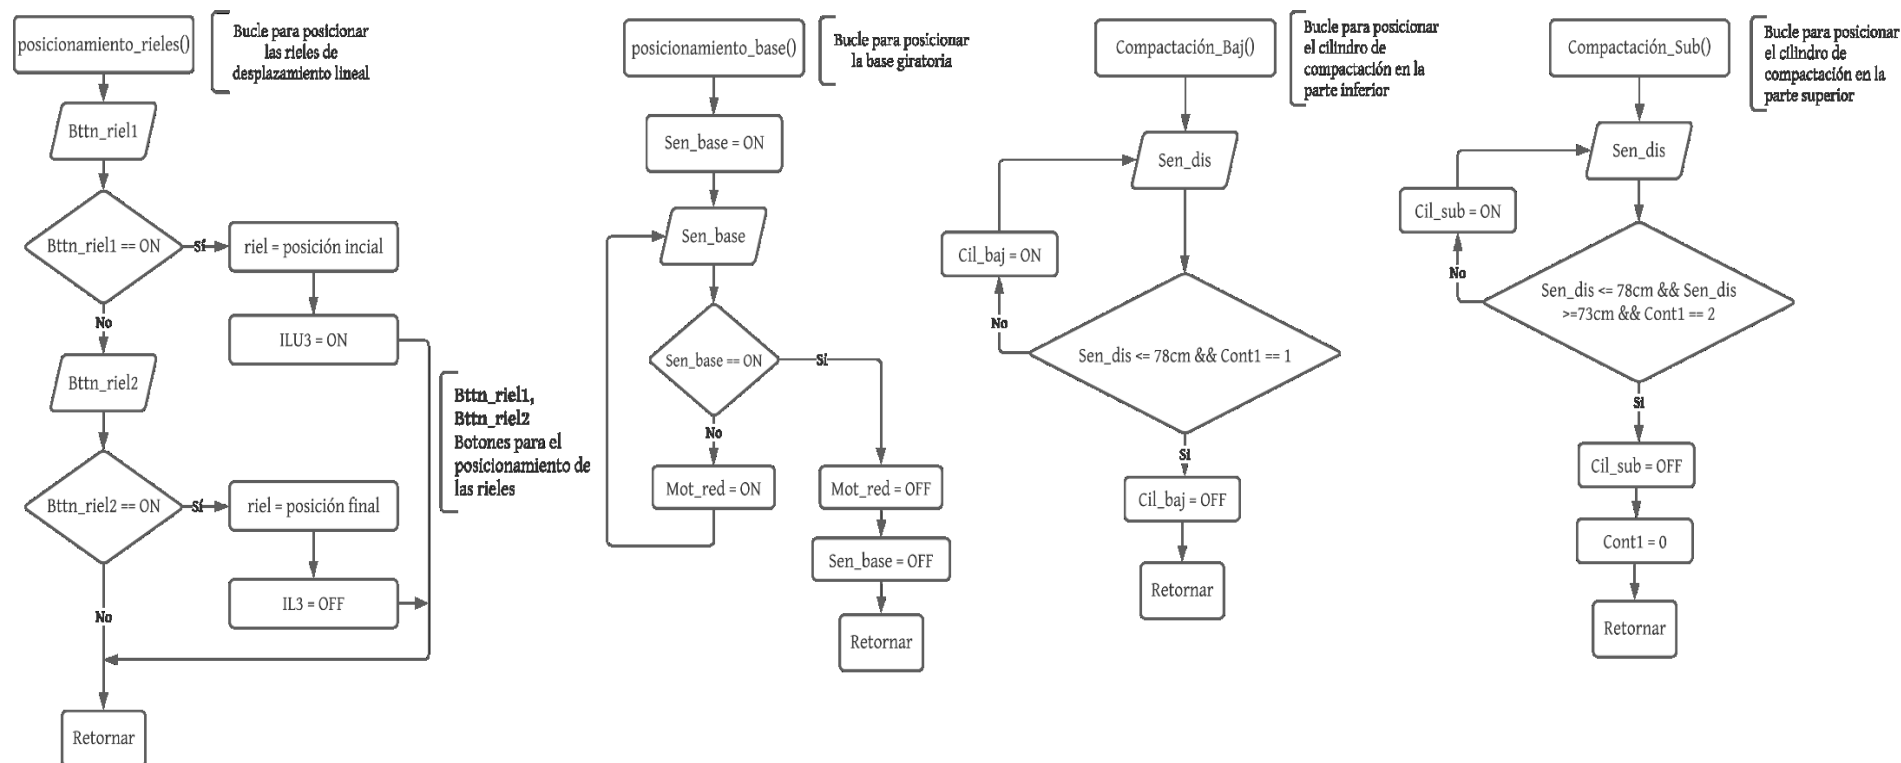 posicionamiento_rieles()
Bucle para posicionar
las rieles de
desplazamiento lineal
Bttn_riel1
Bttn_riel1 == ON
Sí
riel = posición incial
ILU3 = ON
No
Bttn_riel2
Bttn_riel2 == ON
Sí
riel = posición final
IL3 = OFF
No
Retornar
Bttn_riel1,
Bttn_riel2
Botones para el
posicionamiento de
las rieles
posicionamiento_base()
Bucle para posicionar
la base giratoria
Sen_base = ON
Sen_base
Sen_base == ON
Sí
No
Mot_red = ON
Mot_red = OFF
Sen_base = OFF
Retornar
Compactación_Baj()
Bucle para posicionar
el cilindro de
compactación en la
parte inferior
Sen_dis
Cil_baj = ON
No
Sen_dis <= 78cm && Cont1 == 1
Si
Cil_baj = OFF
Retornar
Compactación_Sub()
Bucle para posicionar
el cilindro de
compactación en la
parte superior
Sen_dis
Cil_sub = ON
No
Sen_dis <= 78cm && Sen_dis
>=73cm && Cont1 == 2
Si
Cil_sub = OFF
Cont1 = 0
Retornar